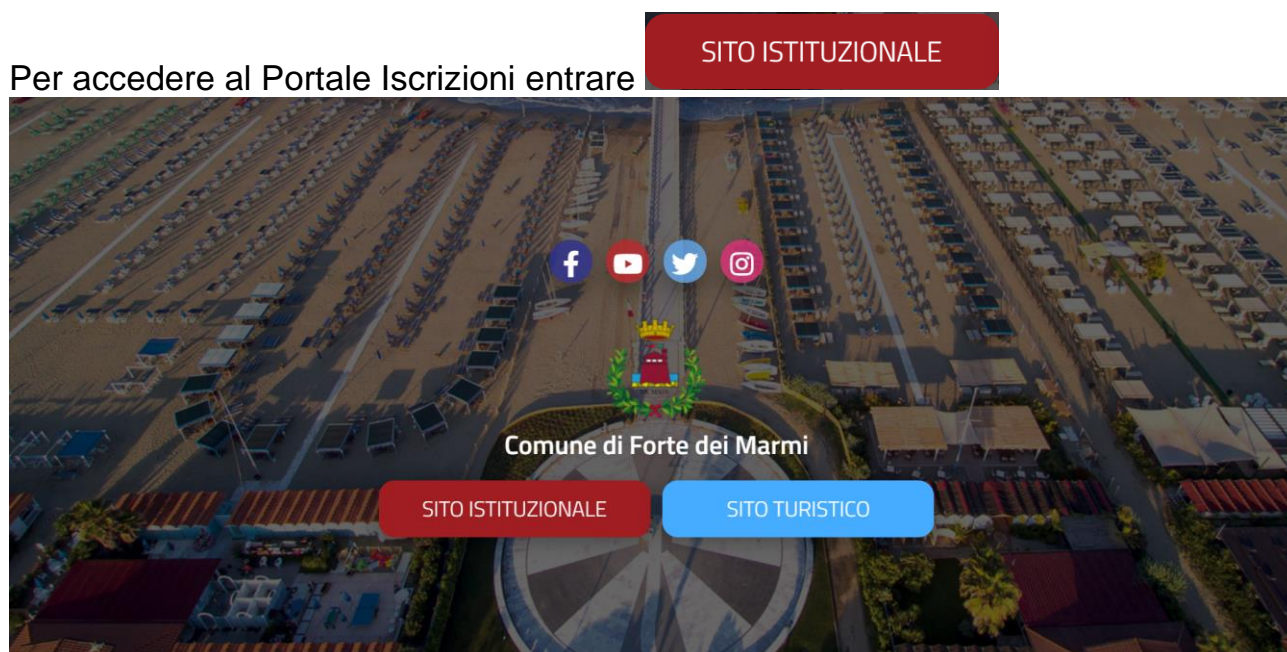 Per accedere al Portale Iscrizioni entrare SITO ISTITUZIONALE
Comune di Forte dei Marmi
SITO ISTITUZIONALE SITO TURISTICO